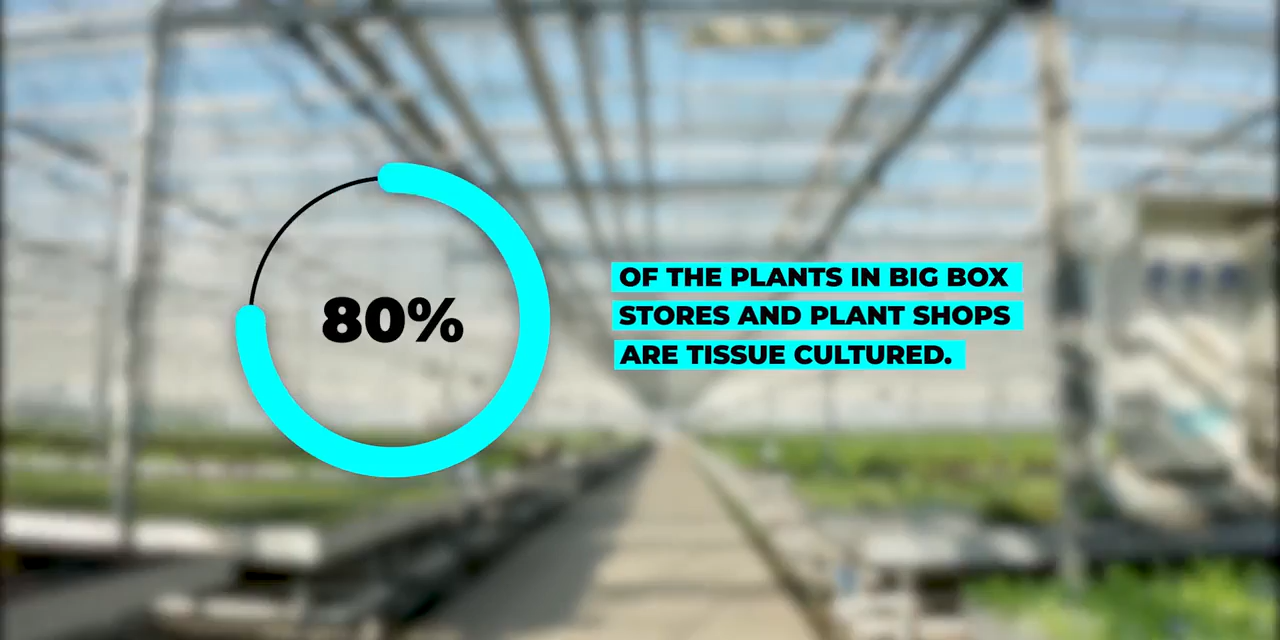 80%
OF THE PLANTS IN BIG BOX
STORES AND PLANT SHOPS
ARE TISSUE CULTURED.